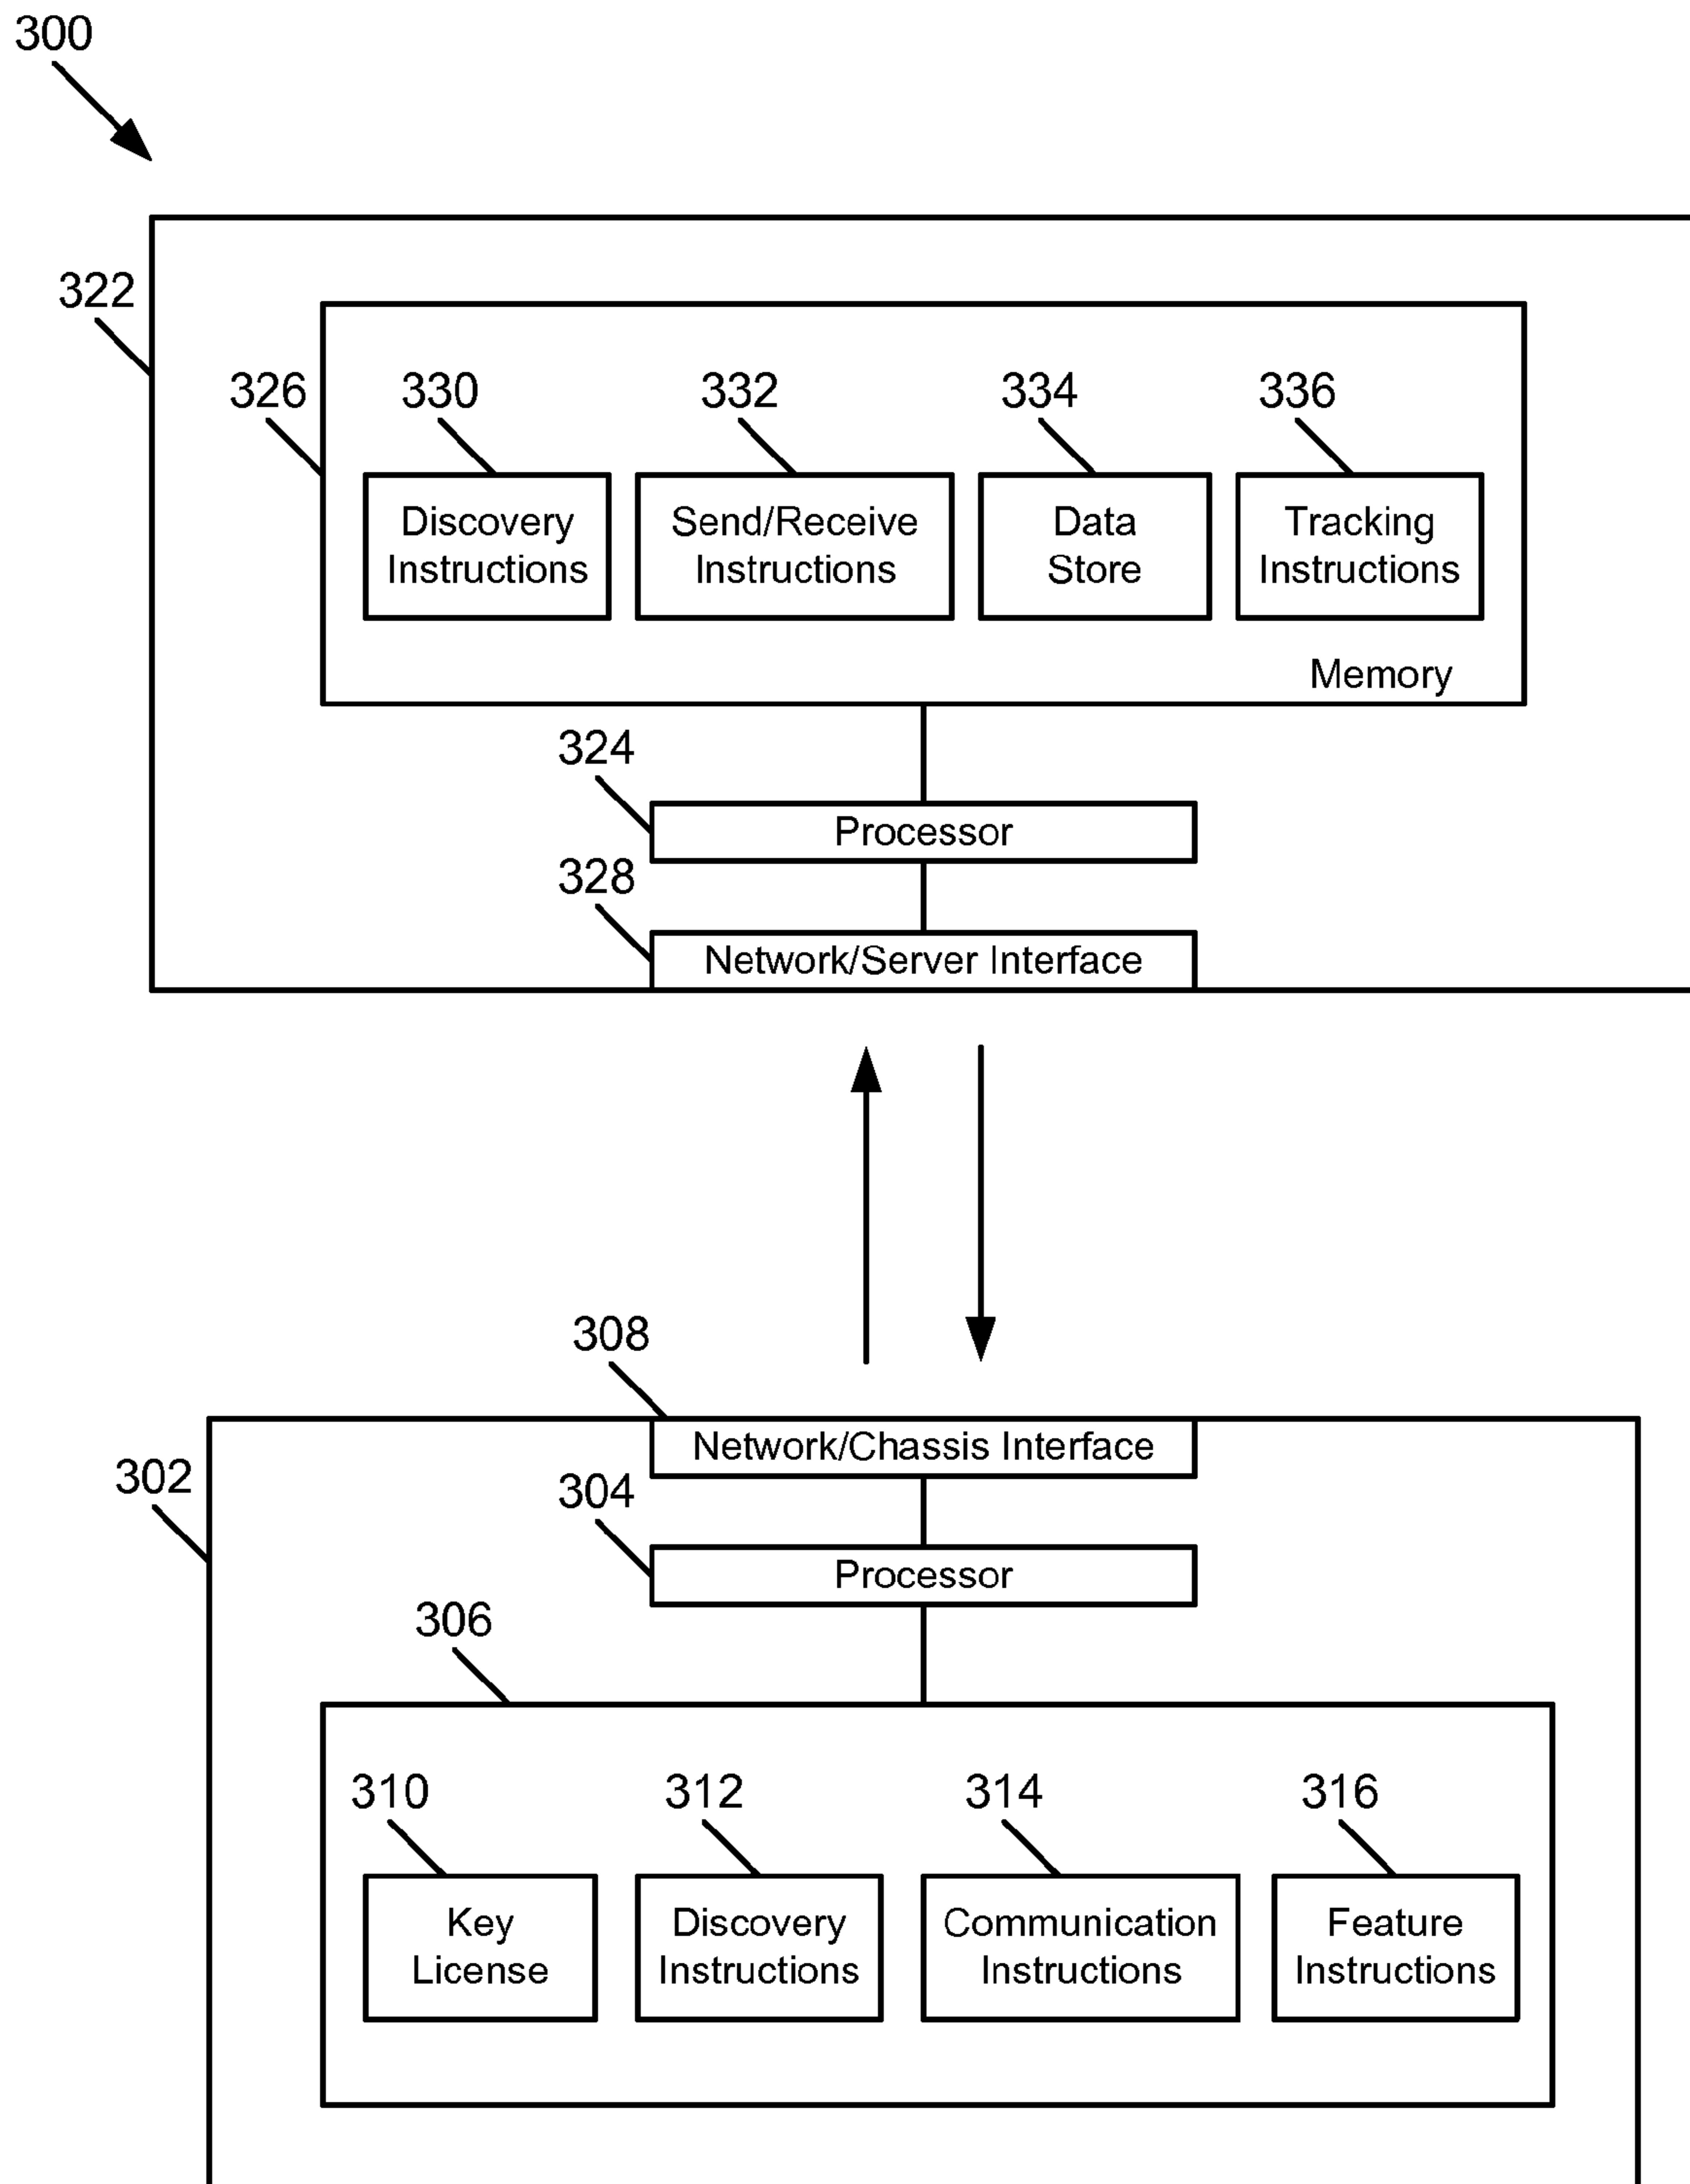 300
322
326
330
332
334
336
Discovery
Instructions
Send/Receive
Instructions
Data
Store
Tracking
Instructions
Memory
324
Processor
328
Network/Server Interface
308
Network/Chassis Interface
302
304
Processor
306
310
312
314
316
Key
License
Discovery
Instructions
Communication
Instructions
Feature
Instructions